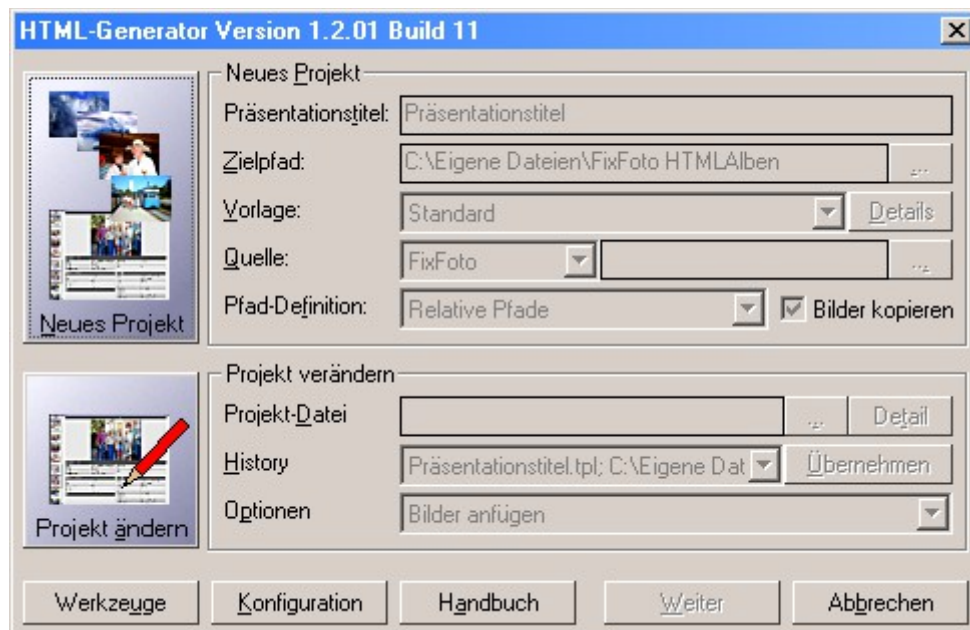 HTML-Generator Version 1.2.01 Build 11
Neues Projekt
Neues Projekt
Präsentationstitel: Präsentationstitel
Zielpfad: C:\Eigene Dateien\FixFoto HTMLAlben ...
Vorlage: Standard Details
Quelle: FixFoto ...
Pfad-Definition: Relative Pfade Bilder kopieren
Projekt ändern
Projekt verändern
Projekt-Datei ... Detail
History Präsentationstitel.tpl; C:\Eigene Dat Übernehmen
Optionen Bilder anfügen
Werkzeuge Konfiguration Handbuch Weiter Abbrechen